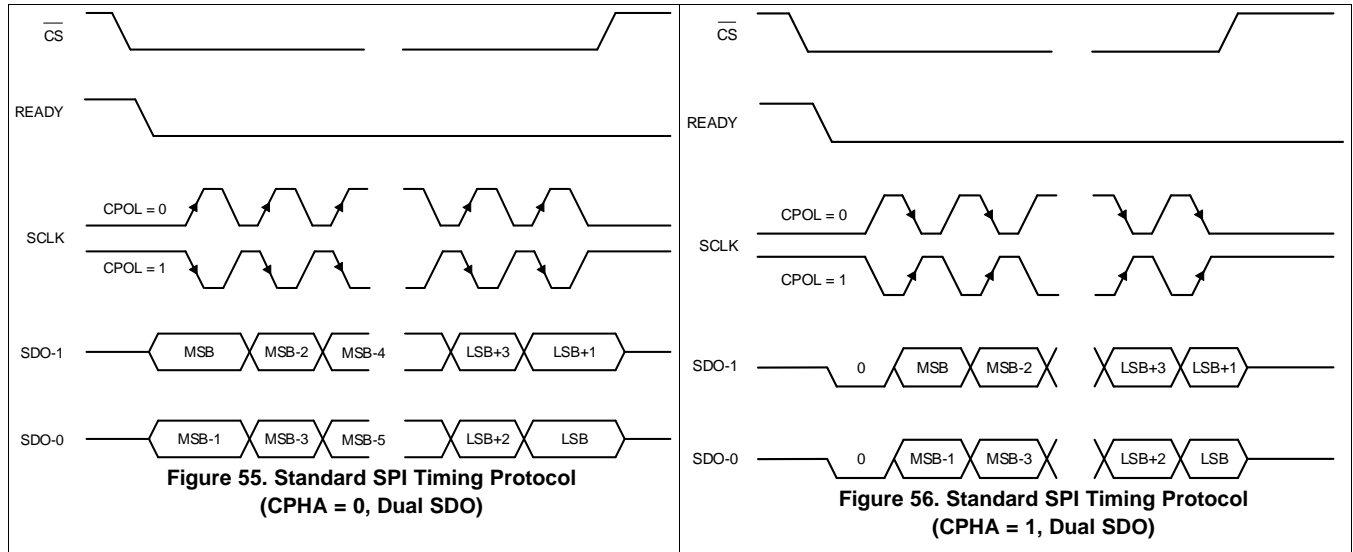 CS
READY
CPOL = 0
SCLK
CPOL = 1
SDO-1 MSB MSB-2 MSB-4 LSB+3 LSB+1
SDO-0 MSB-1 MSB-3 MSB-5 LSB+2 LSB
Figure 55. Standard SPI Timing Protocol
(CPHA = 0, Dual SDO)
CS
READY
CPOL = 0
SCLK
CPOL = 1
SDO-1 0 MSB MSB-2 LSB+3 LSB+1
SDO-0 0 MSB-1 MSB-3 LSB+2 LSB
Figure 56. Standard SPI Timing Protocol
(CPHA = 1, Dual SDO)